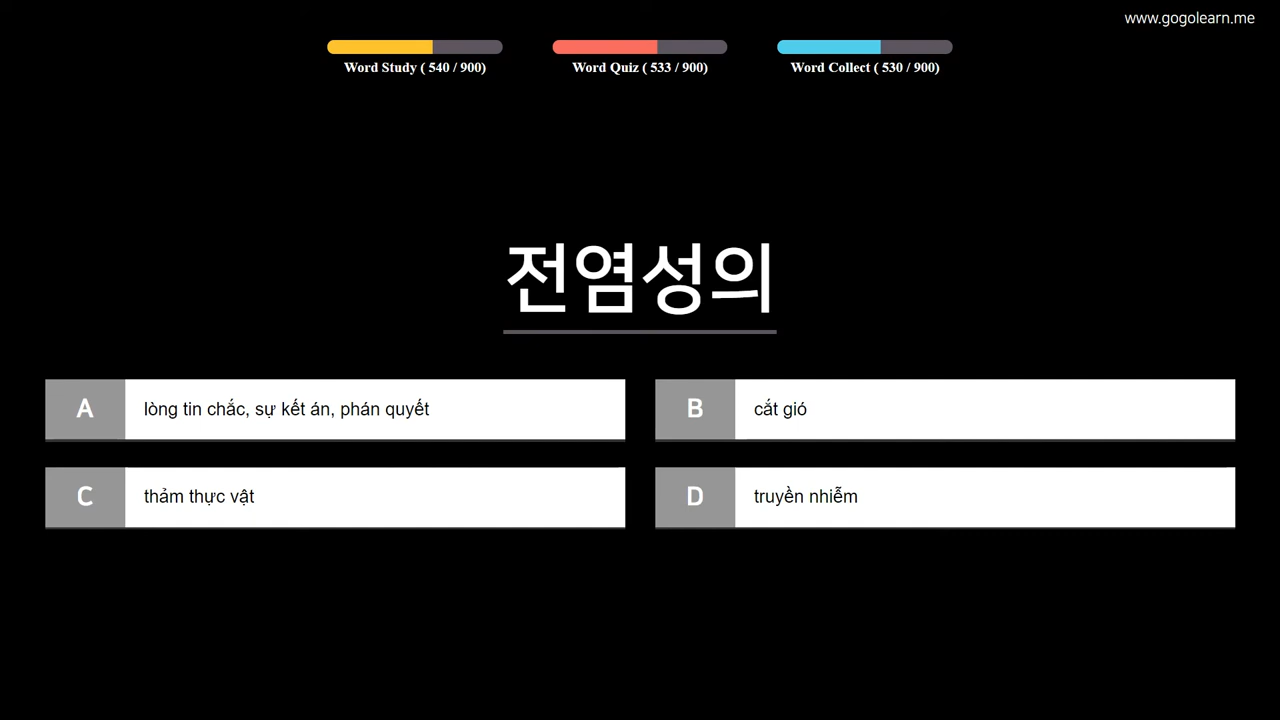 www.gogolearn.me
Word Study ( 540 / 900)
Word Quiz ( 533 / 900)
Word Collect ( 530 / 900)
전염성의
A lòng tin chắc, sự kết án, phán quyết
B cắt gió
C thảm thực vật
D truyền nhiễm